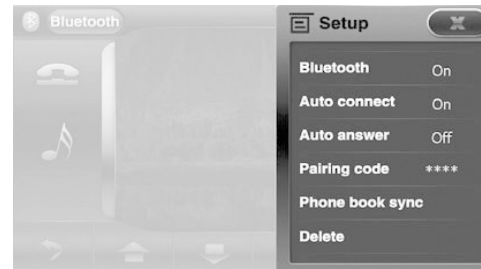 Bluetooth
Setup
Bluetooth On
Auto connect On
Auto answer Off
Pairing code ****
Phone book sync
Delete